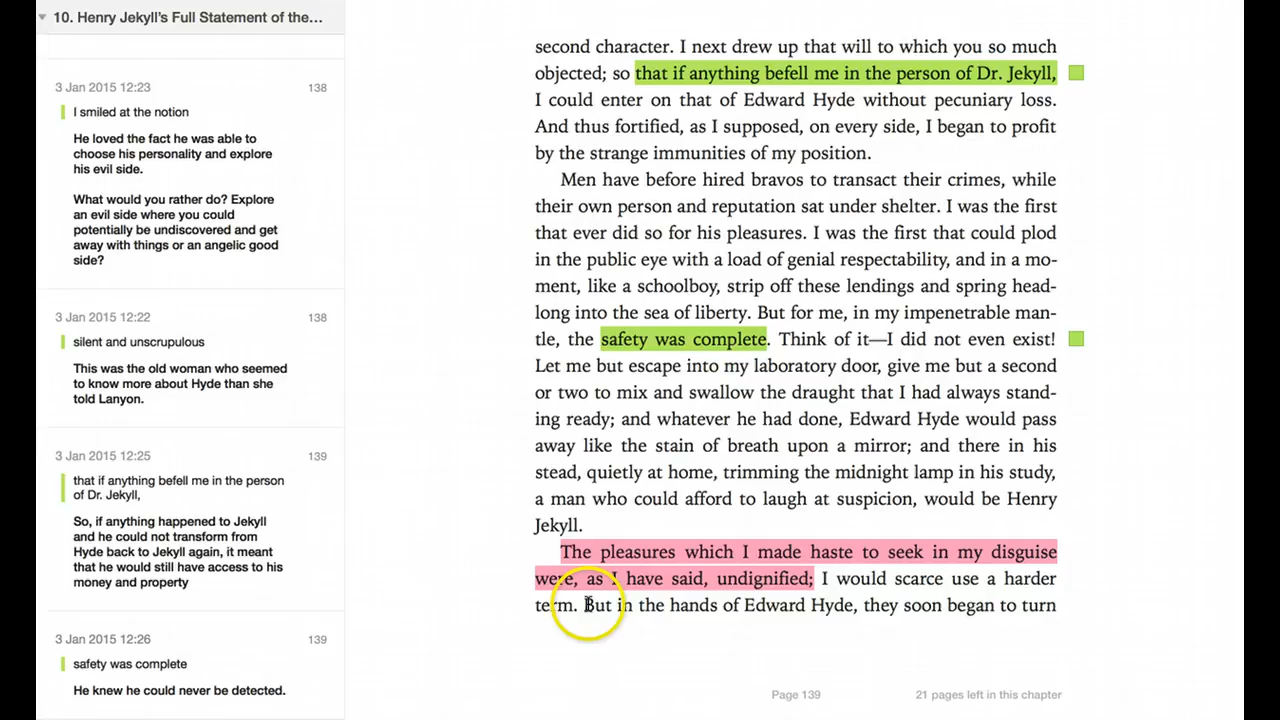 10. Henry Jekyll's Full Statement of the...
3 Jan 2015 12:23 138
I smiled at the notion
He loved the fact he was able to
choose his personality and explore
his evil side.
What would you rather do? Explore
an evil side where you could
potentially be undiscovered and get
away with things or an angelic good
side?
3 Jan 2015 12:22 138
silent and unscrupulous
This was the old woman who seemed
to know more about Hyde than she
told Lanyon.
3 Jan 2015 12:25 139
that if anything befell me in the person
of Dr. Jekyll,
So, if anything happened to Jekyll
and he could not transform from
Hyde back to Jekyll again, it meant
that he would still have access to his
money and property
3 Jan 2015 12:26 139
safety was complete
He knew he could never be detected.
second character. I next drew up that will to which you so much
objected; so that if anything befell me in the person of Dr. Jekyll,
I could enter on that of Edward Hyde without pecuniary loss.
And thus fortified, as I supposed, on every side, I began to profit
by the strange immunities of my position.
Men have before hired bravos to transact their crimes, while
their own person and reputation sat under shelter. I was the first
that ever did so for his pleasures. I was the first that could plod
in the public eye with a load of genial respectability, and in a mo-
ment, like a schoolboy, strip off these lendings and spring head-
long into the sea of liberty. But for me, in my impenetrable man-
tle, the safety was complete. Think of it—I did not even exist!
Let me but escape into my laboratory door, give me but a second
or two to mix and swallow the draught that I had always stand-
ing ready; and whatever he had done, Edward Hyde would pass
away like the stain of breath upon a mirror; and there in his
stead, quietly at home, trimming the midnight lamp in his study,
a man who could afford to laugh at suspicion, would be Henry
Jekyll.
The pleasures which I made haste to seek in my disguise
were, as I have said, undignified; I would scarce use a harder
term. But in the hands of Edward Hyde, they soon began to turn
Page 139 21 pages left in this chapter